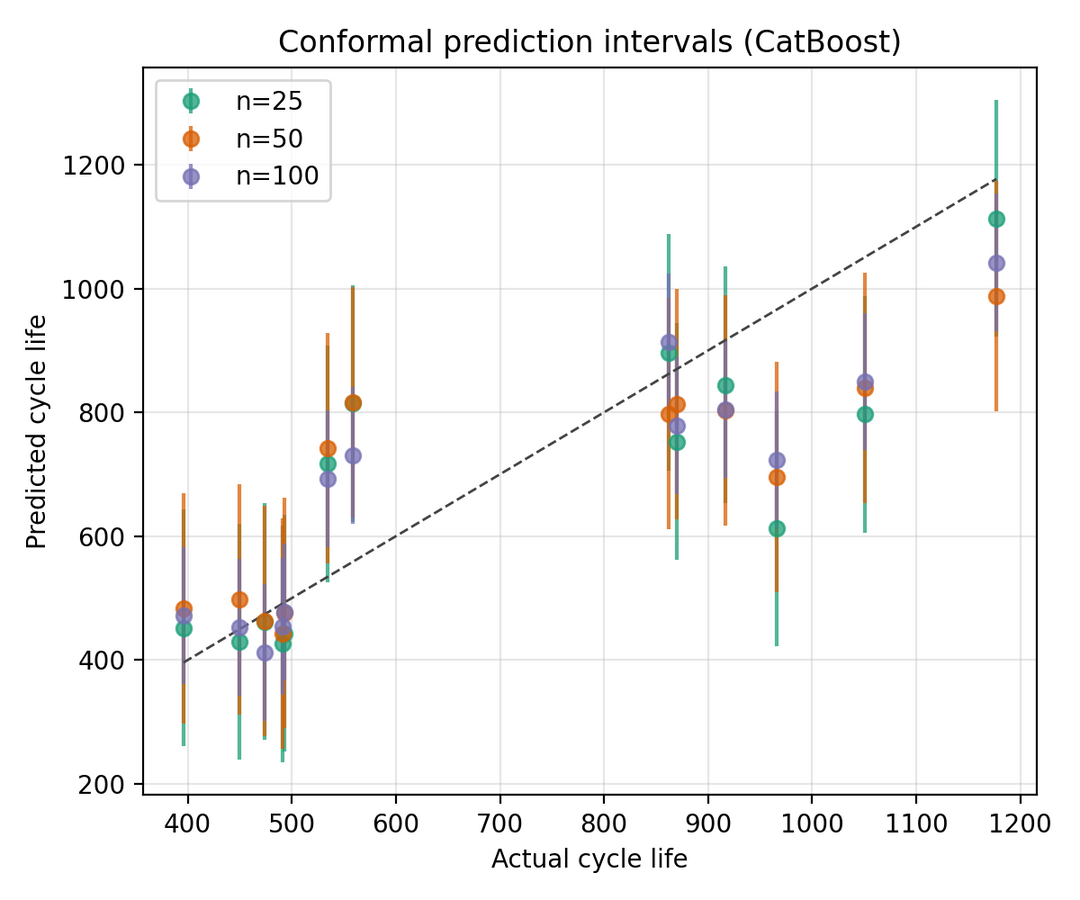 Conformal prediction intervals (CatBoost)
n=25
n=50
n=100
1200
1000
800
600
400
200
Predicted cycle life
400 500 600 700 800 900 1000 1100 1200
Actual cycle life